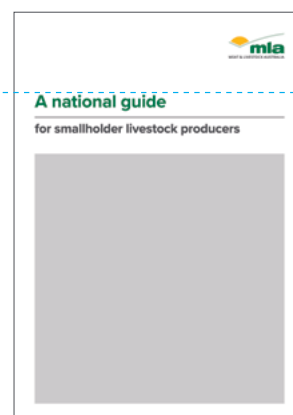 mla
MEAT & LIVESTOCK AUSTRALIA
A national guide
for smallholder livestock producers